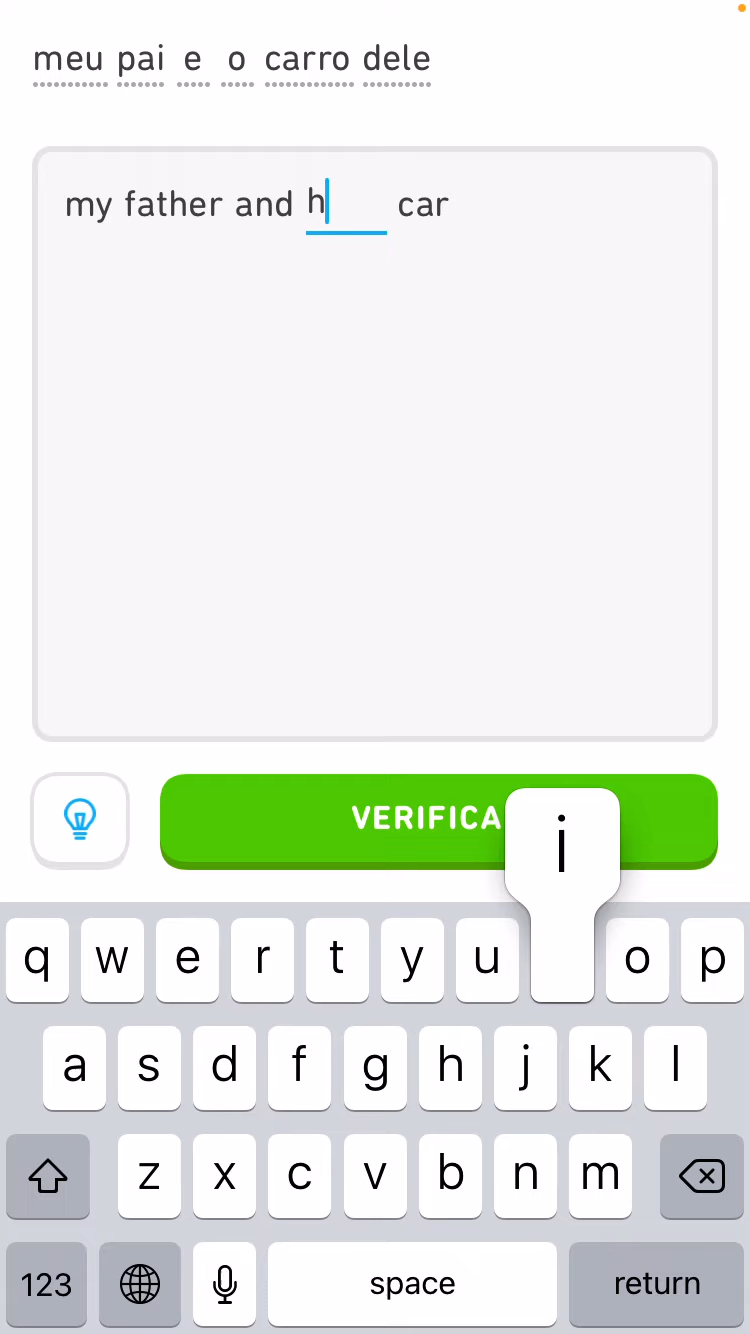 meu pai e o carro dele
my father and h car
VERIFICA
i
q w e r t y u o p
a s d f g h j k l
z x c v b n m
123 space return